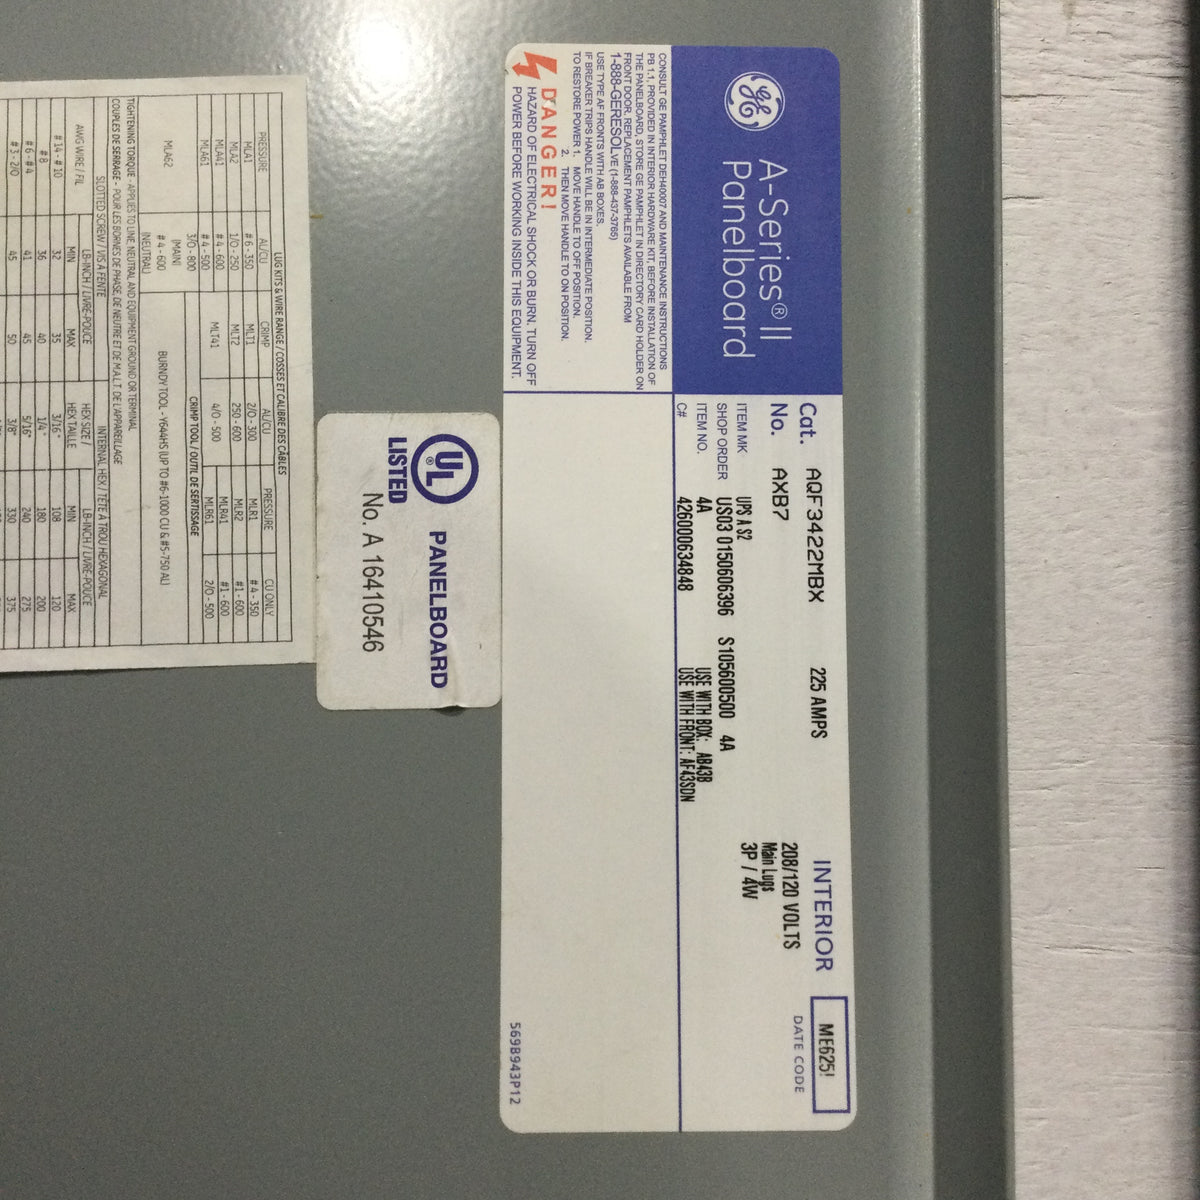 GE
A-Series® II
Panelboard
CONSULT GE PAMPHLET DEH40007 AND MAINTENANCE INSTRUCTIONS
PB 1.1, PROVIDED IN INTERIOR HARDWARE KIT, BEFORE INSTALLATION OF
THE PANELBOARD, STORE GE PAMPHLET IN DIRECTORY CARD HOLDER ON
FRONT DOOR. REPLACEMENT PAMPHLETS AVAILABLE FROM
1-888-GERESOLVE (1-888-437-3765)
USE TYPE AF FRONTS WITH AB BOXES.
IF BREAKER TRIPS HANDLE WILL BE IN INTERMEDIATE POSITION.
TO RESTORE POWER 1. MOVE HANDLE TO OFF POSITION.
2. THEN MOVE HANDLE TO ON POSITION.
DANGER!
HAZARD OF ELECTRICAL SHOCK OR BURN. TURN OFF
POWER BEFORE WORKING INSIDE THIS EQUIPMENT.
Cat. AQF3422MBX 225 AMPS INTERIOR
No. AXB7 208/120 VOLTS
Main Lugs
ITEM MK UPS A S2 3P / 4W
SHOP ORDER US03 0150606396 S105600500 4A
ITEM NO. 4A USE WITH BOX: AB43B
C# 426000634848 USE WITH FRONT: AF43SDN
ME625!
DATE CODE
569B943P12
UL ®
LISTED
PANELBOARD
No. A 16410546
LUG KITS & WIRE RANGE / COSSES ET CALIBRE DES CÂBLES
PRESSURE AL/CU CRIMP AL/CU PRESSURE CU ONLY
MLA1 #6 - 350 MLT1 2/0 - 300 MLR1 #4 - 350
MLA2 1/0 - 250 MLT2 250 - 600 MLR2 #1 - 600
MLA41 #4 - 600 MLT41 4/0 - 500 MLR41 #1 - 600
MLA61 #4 - 500 MLR61 2/0 - 500
3/0 - 800 CRIMP TOOL / OUTIL DE SERTISSAGE
MLA62 (MAIN) BURNDY TOOL - Y644HS (UP TO #6-1000 CU & #5-750 AL)
#4 - 600
(NEUTRAL)
TIGHTENING TORQUE - APPLIES TO LINE, NEUTRAL AND EQUIPMENT GROUND OR TERMINAL
COUPLES DE SERRAGE - POUR LES BORNES DE PHASE, DE NEUTRE ET DE M.A.L.T. DE L'APPAREILLAGE
SLOTTED SCREW / VIS À FENTE INTERNAL HEX / TÊTE À TROU HEXAGONAL
AWG WIRE / FIL LB-INCH / LIVRE-POUCE HEX SIZE / HEX TAILLE LB-INCH / LIVRE-POUCE
MIN MAX MIN MAX
#14 - #10 32 35 3/16" 108 120
#8 36 40 1/4" 180 200
#6 - #4 41 45 5/16" 240 275
#3 - 2/0 45 50 3/8" 330 375